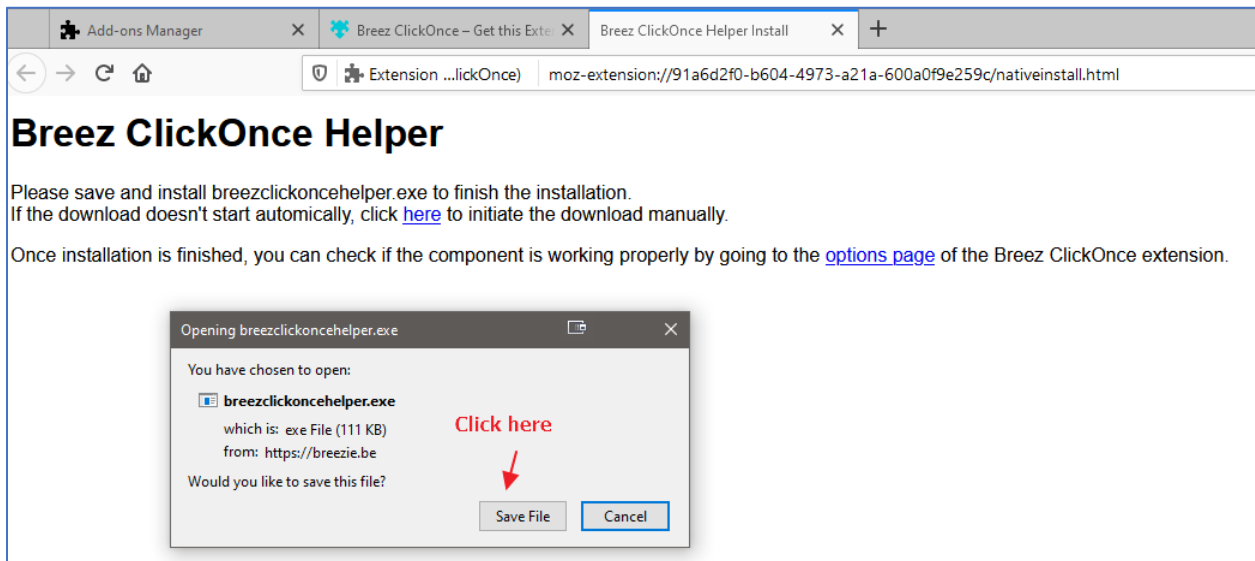 Add-ons Manager
Breez ClickOnce – Get this Exte
Breez ClickOnce Helper Install
Extension ...lickOnce)
moz-extension://91a6d2f0-b604-4973-a21a-600a0f9e259c/nativeinstall.html
Breez ClickOnce Helper
Please save and install breezclickoncehelper.exe to finish the installation.
If the download doesn't start automically, click here to initiate the download manually.
Once installation is finished, you can check if the component is working properly by going to the options page of the Breez ClickOnce extension.
Opening breezclickoncehelper.exe
You have chosen to open:
breezclickoncehelper.exe
which is: exe File (111 KB)
Click here
from: https://breezie.be
Would you like to save this file?
Save File
Cancel